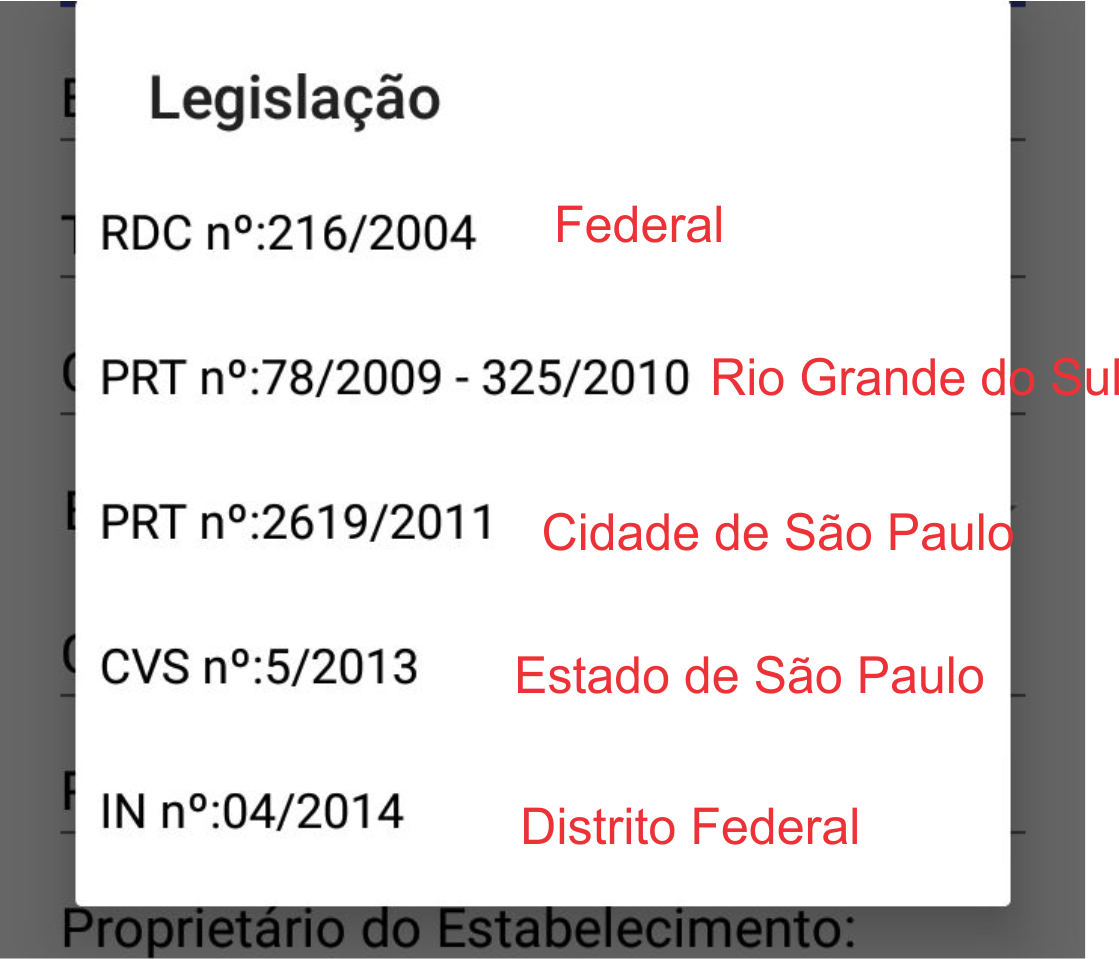 Legislação
RDC nº:216/2004 Federal
PRT nº:78/2009 - 325/2010 Rio Grande do Sul
PRT nº:2619/2011 Cidade de São Paulo
CVS nº:5/2013 Estado de São Paulo
IN nº:04/2014 Distrito Federal
Proprietário do Estabelecimento: